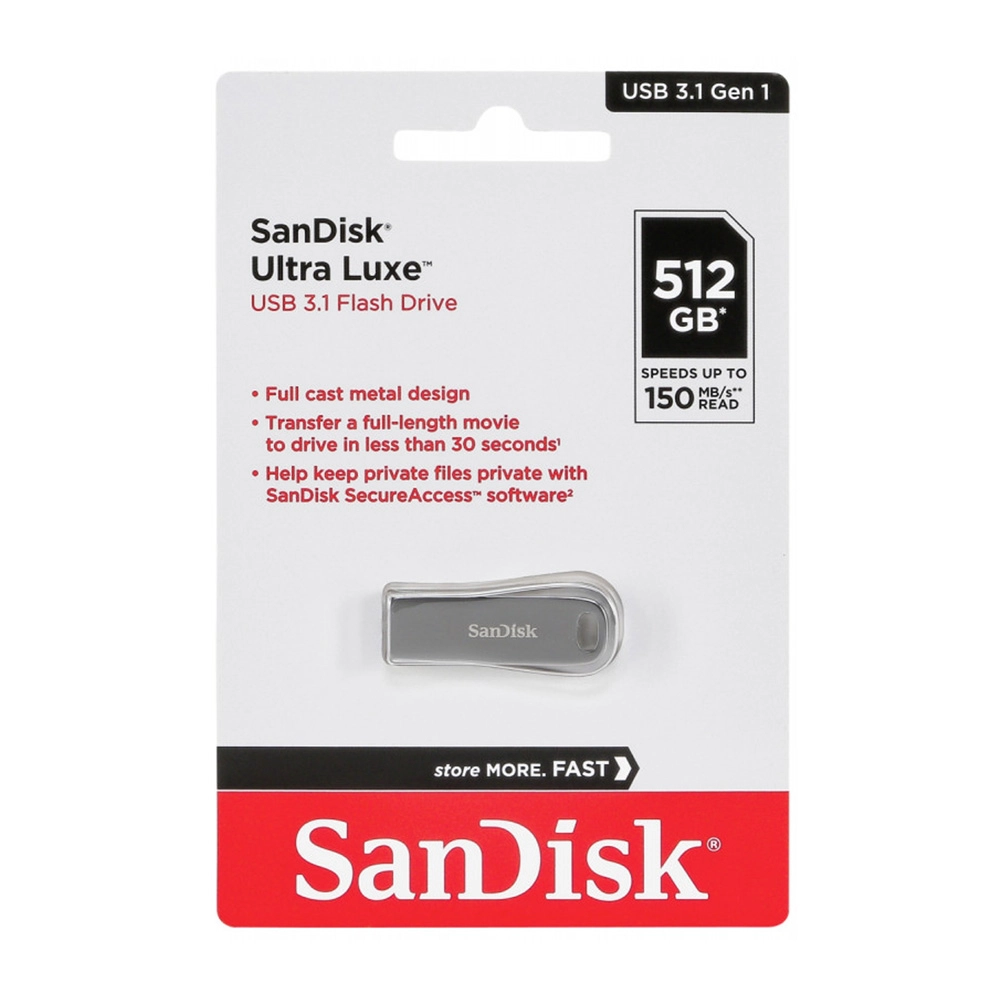 USB 3.1 Gen 1
SanDisk®
Ultra Luxe™
USB 3.1 Flash Drive
512
GB*
SPEEDS UP TO
150 MB/s**
READ
• Full cast metal design
• Transfer a full-length movie
to drive in less than 30 seconds¹
• Help keep private files private with
SanDisk SecureAccess™ software²
SanDisk
store MORE. FAST
SanDisk®